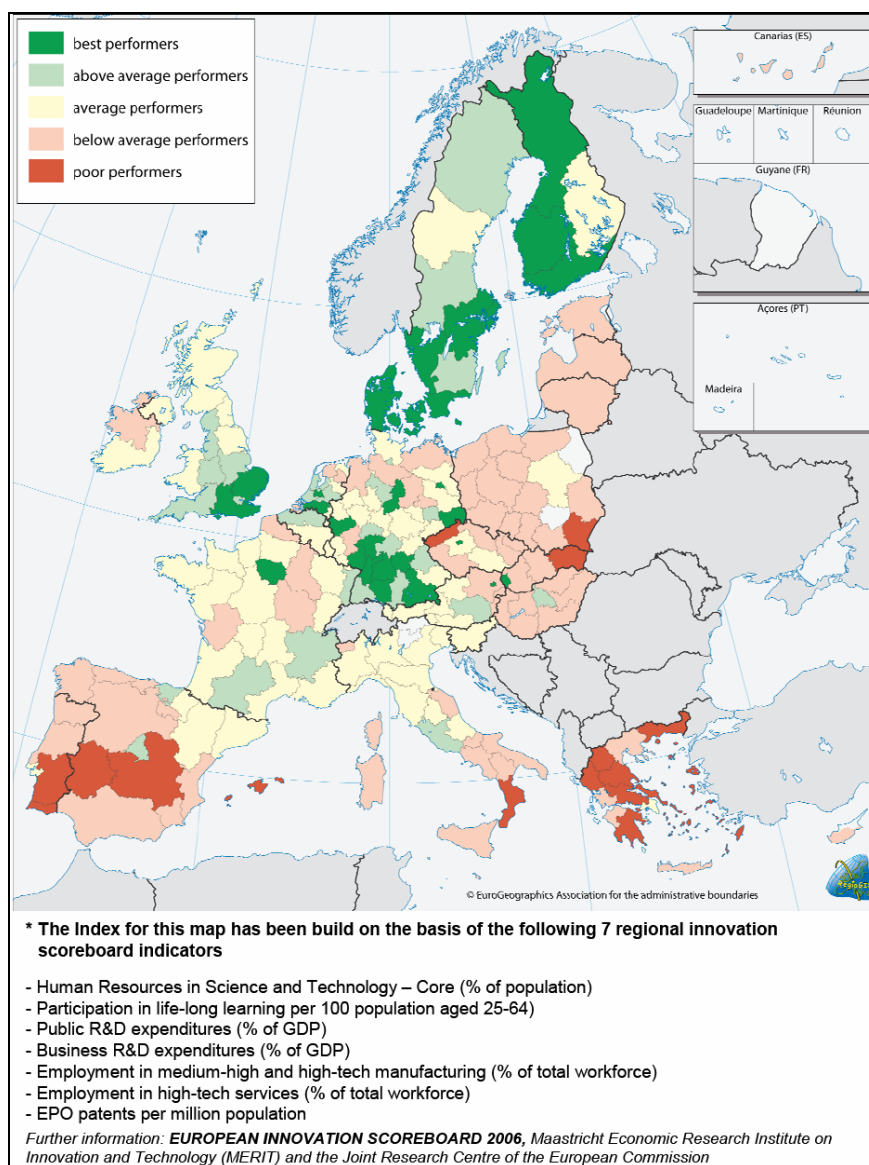 best performers
above average performers
average performers
below average performers
poor performers
Canarias (ES)
Guadeloupe Martinique Réunion
Guyane (FR)
Açores (PT)
Madeira
© EuroGeographics Association for the administrative boundaries
* The Index for this map has been build on the basis of the following 7 regional innovation
scoreboard indicators
- Human Resources in Science and Technology – Core (% of population)
- Participation in life-long learning per 100 population aged 25-64)
- Public R&D expenditures (% of GDP)
- Business R&D expenditures (% of GDP)
- Employment in medium-high and high-tech manufacturing (% of total workforce)
- Employment in high-tech services (% of total workforce)
- EPO patents per million population
Further information: EUROPEAN INNOVATION SCOREBOARD 2006, Maastricht Economic Research Institute on
Innovation and Technology (MERIT) and the Joint Research Centre of the European Commission